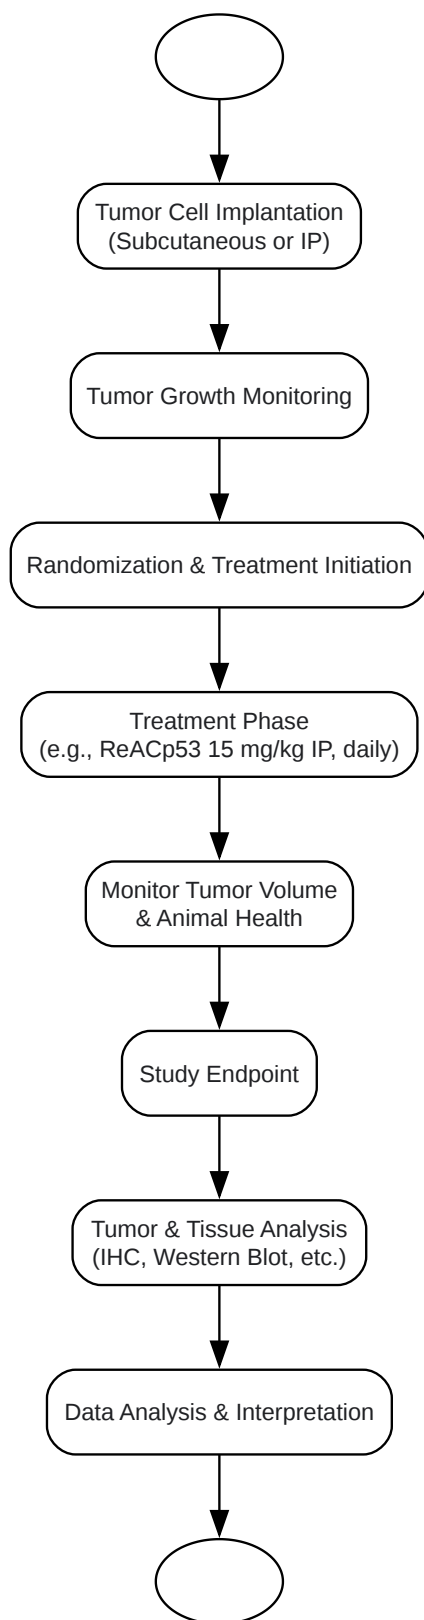 Tumor Cell Implantation
(Subcutaneous or IP)
Tumor Growth Monitoring
Randomization & Treatment Initiation
Treatment Phase
(e.g., ReACp53 15 mg/kg IP, daily)
Monitor Tumor Volume
& Animal Health
Study Endpoint
Tumor & Tissue Analysis
(IHC, Western Blot, etc.)
Data Analysis & Interpretation